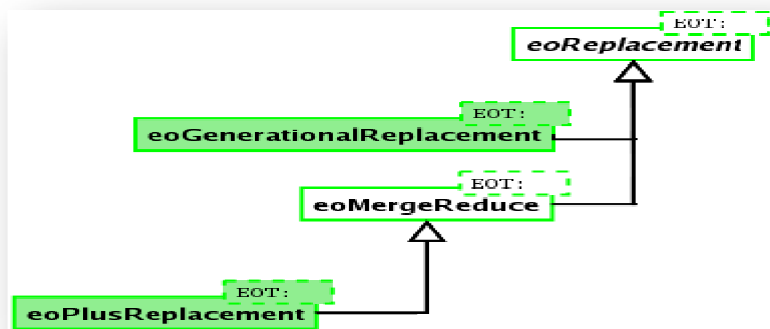 EOT:
eoReplacement
EOT:
eoGenerationalReplacement
EOT:
eoMergeReduce
EOT:
eoPlusReplacement